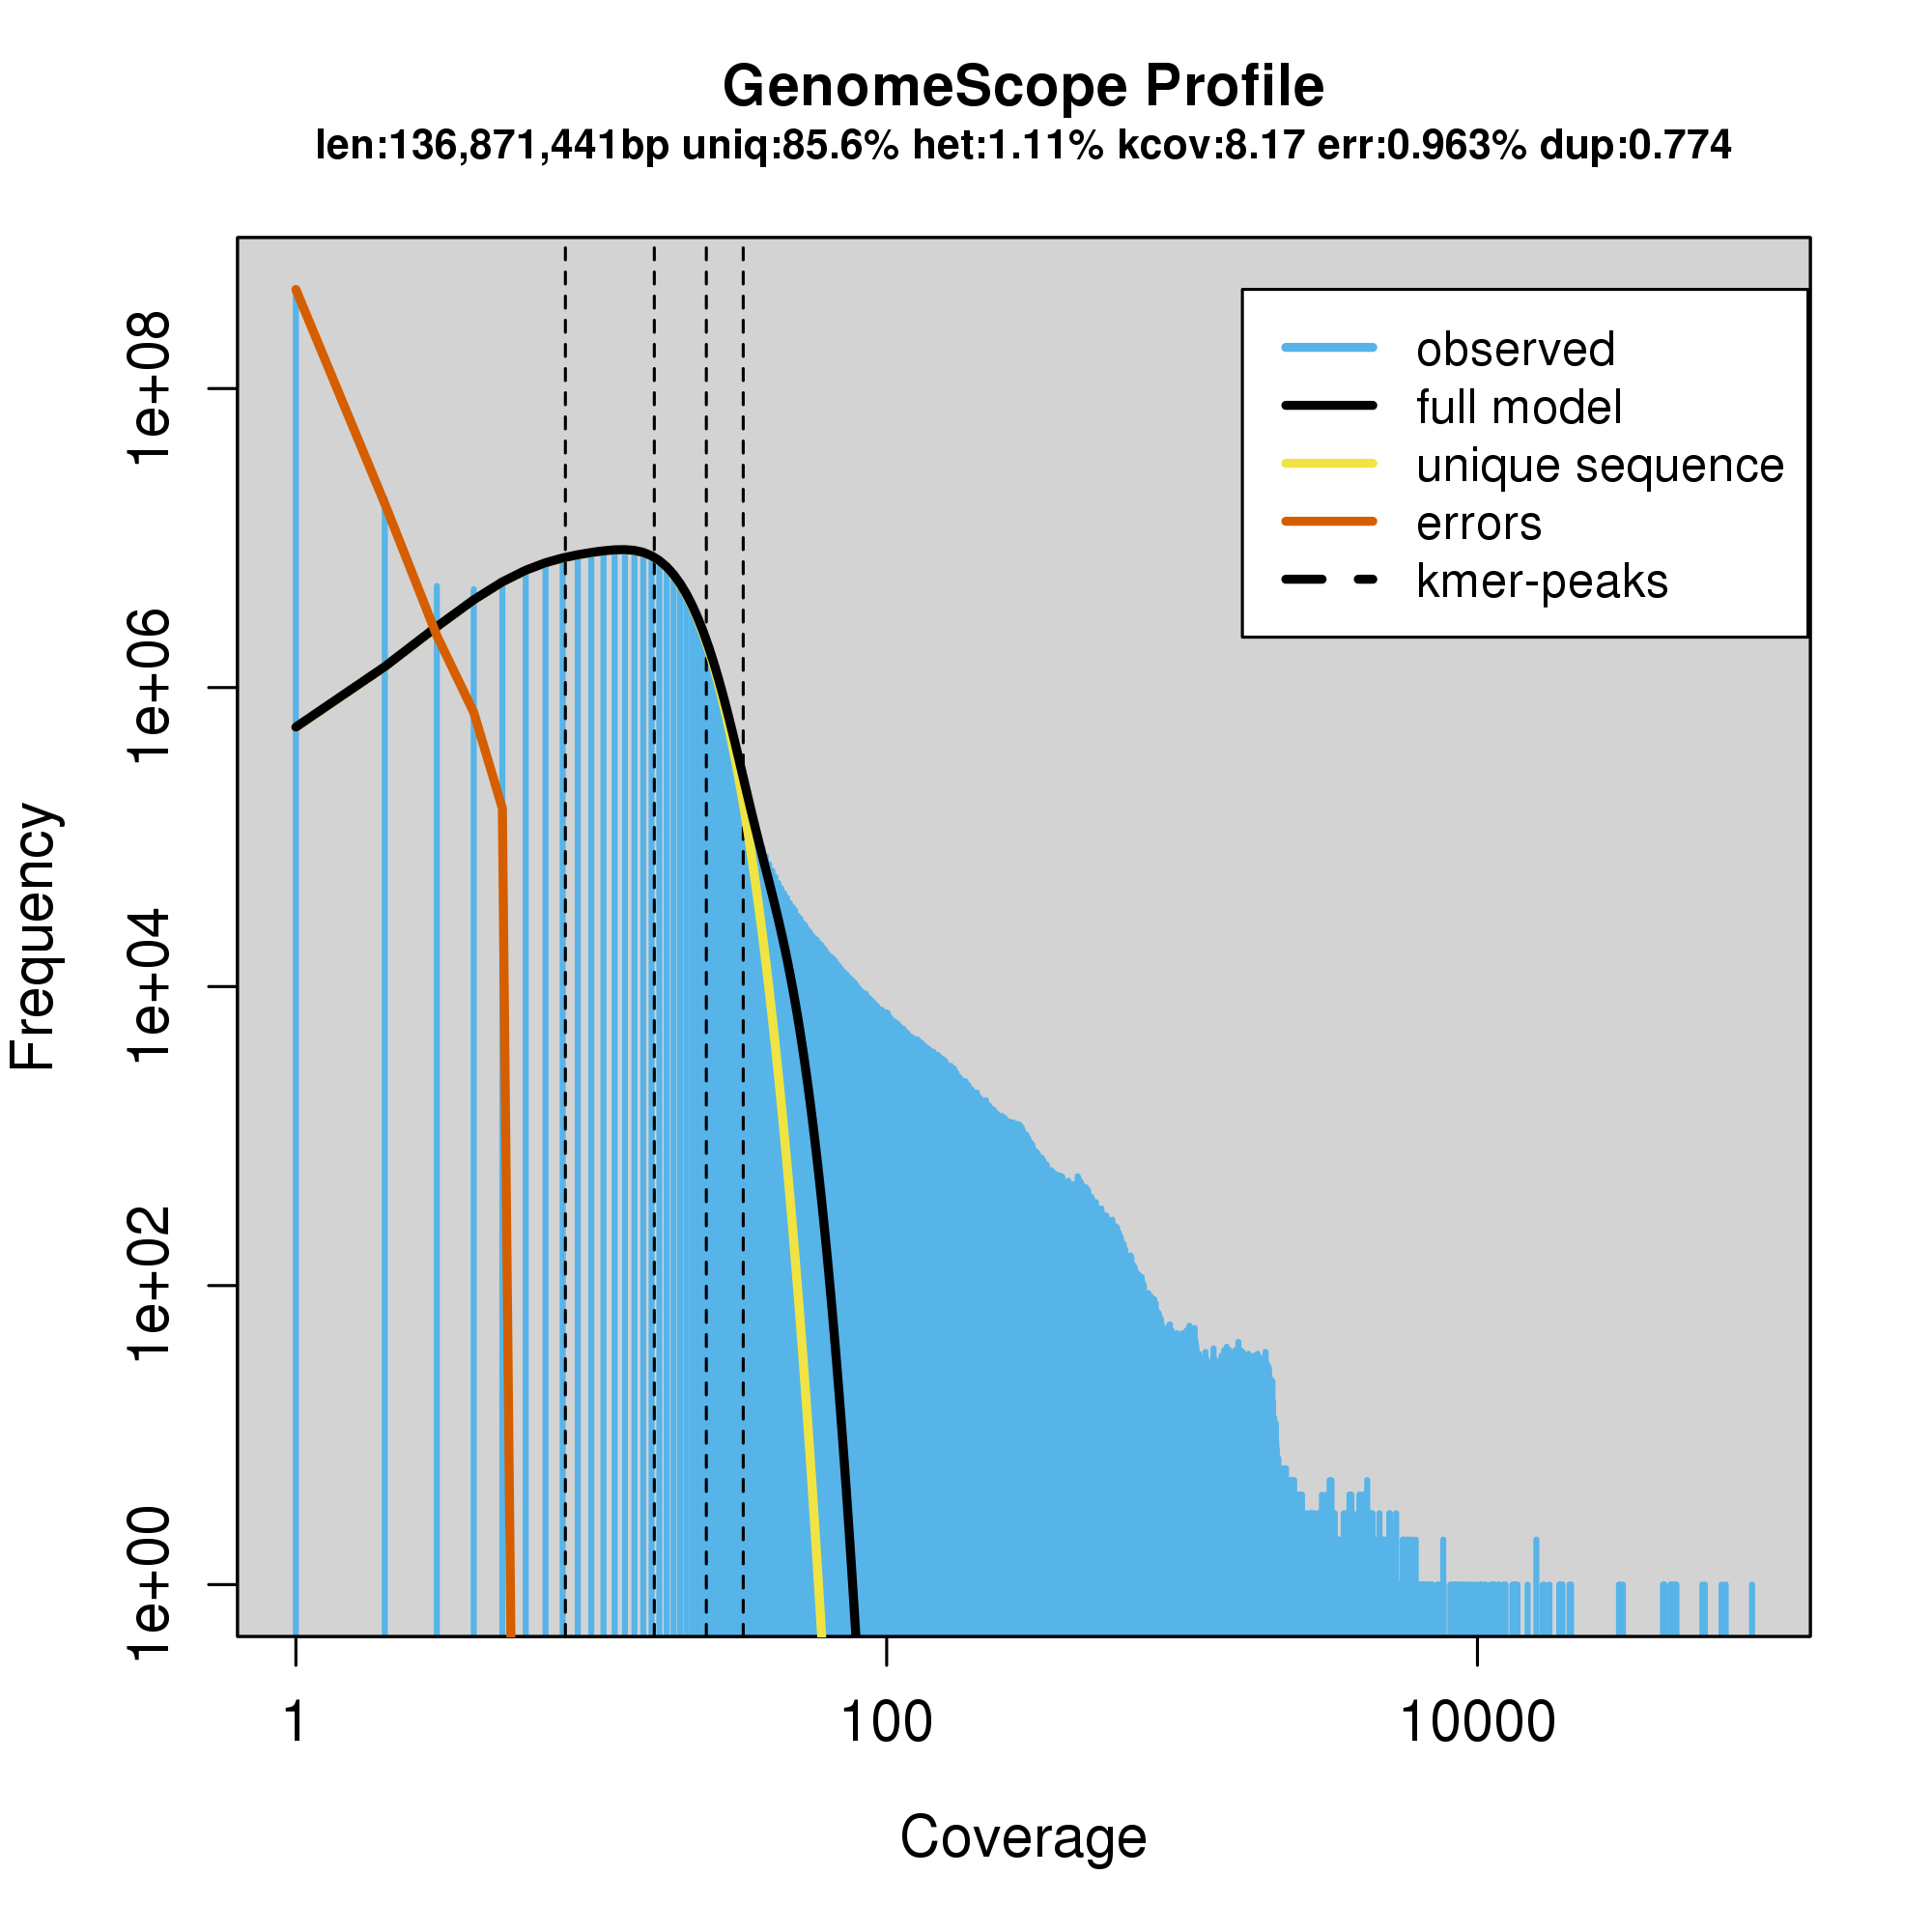 GenomeScope Profile
len:136,871,441bp uniq:85.6% het:1.11% kcov:8.17 err:0.963% dup:0.774
observed
full model
unique sequence
errors
kmer-peaks
Frequency
1e+08
1e+06
1e+04
1e+02
1e+00
1
100
10000
Coverage